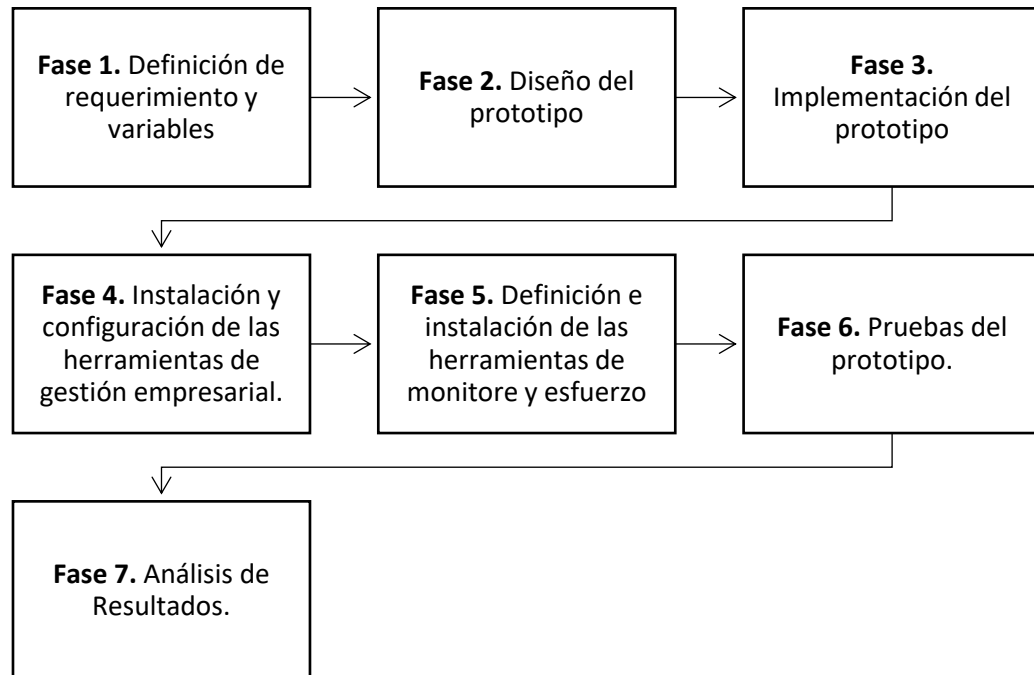 Fase 1. Definición de
requerimiento y
variables
Fase 2. Diseño del
prototipo
Fase 3.
Implementación del
prototipo
Fase 4. Instalación y
configuración de las
herramientas de
gestión empresarial.
Fase 5. Definición e
instalación de las
herramientas de
monitore y esfuerzo
Fase 6. Pruebas del
prototipo.
Fase 7. Análisis de
Resultados.